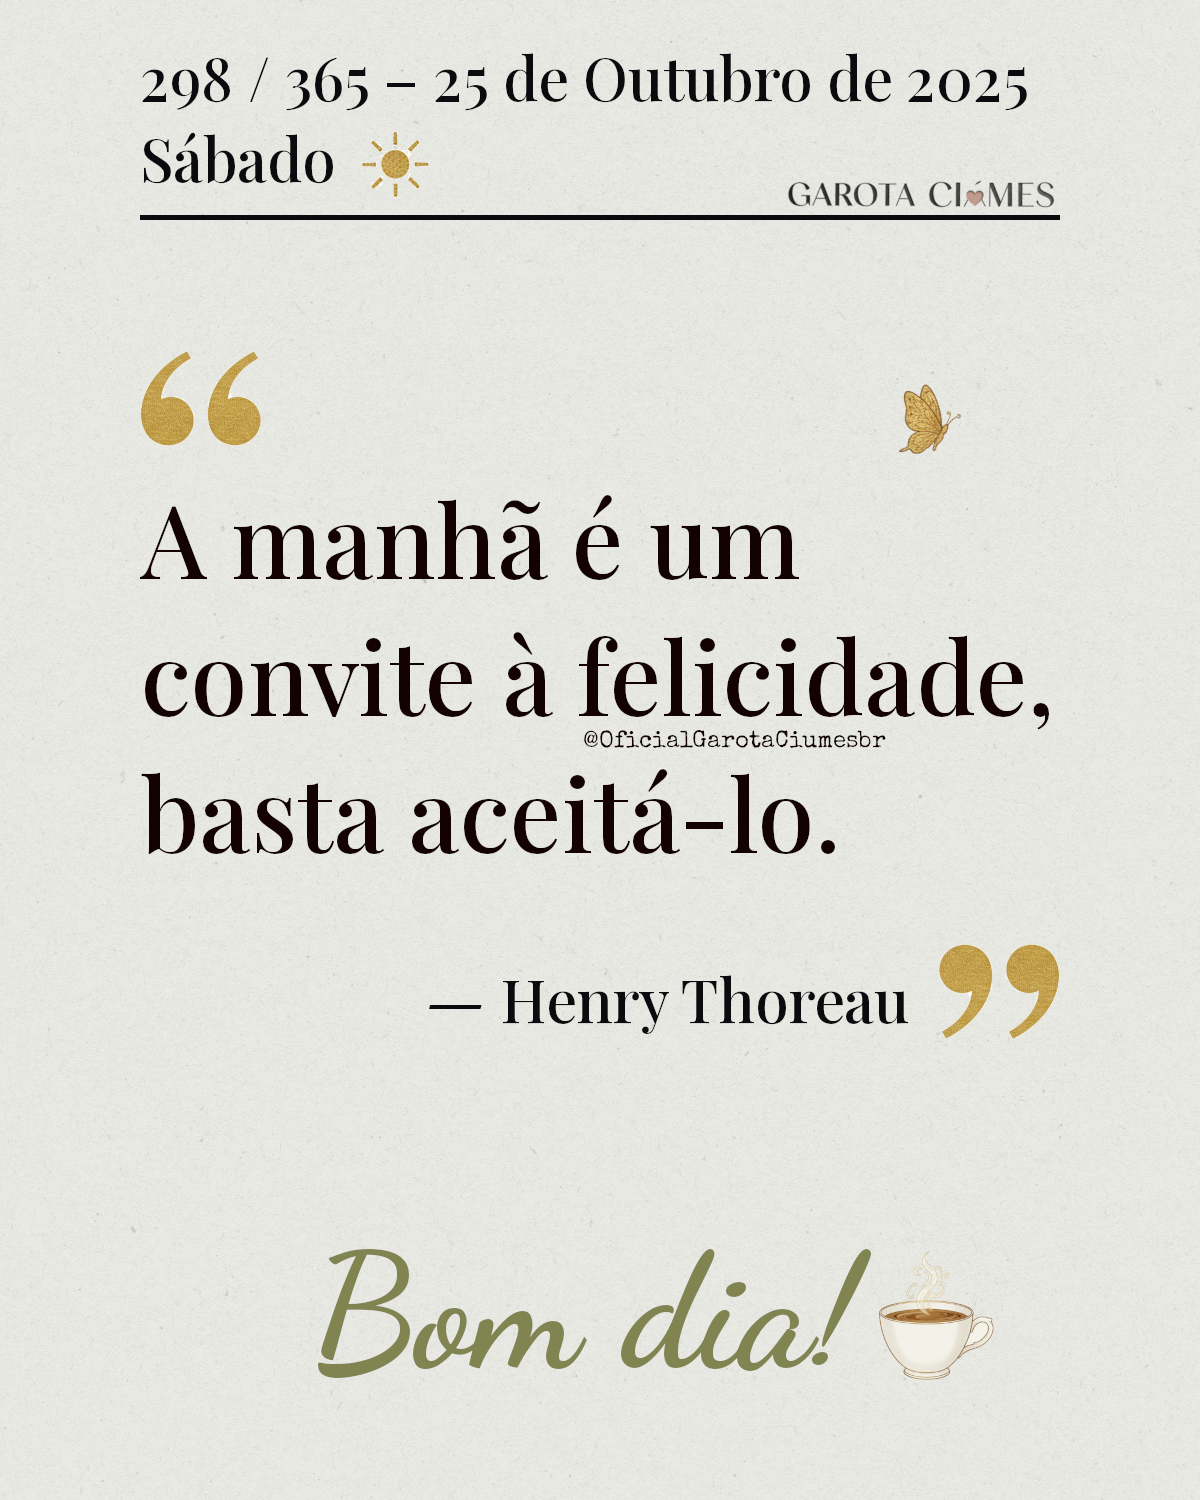 298 / 365 – 25 de Outubro de 2025
Sábado
GAROTA CIÚMES
“
A manhã é um
convite à felicidade,
@OficialGarotaCiumesbr
basta aceitá-lo.
— Henry Thoreau ”
Bom dia!